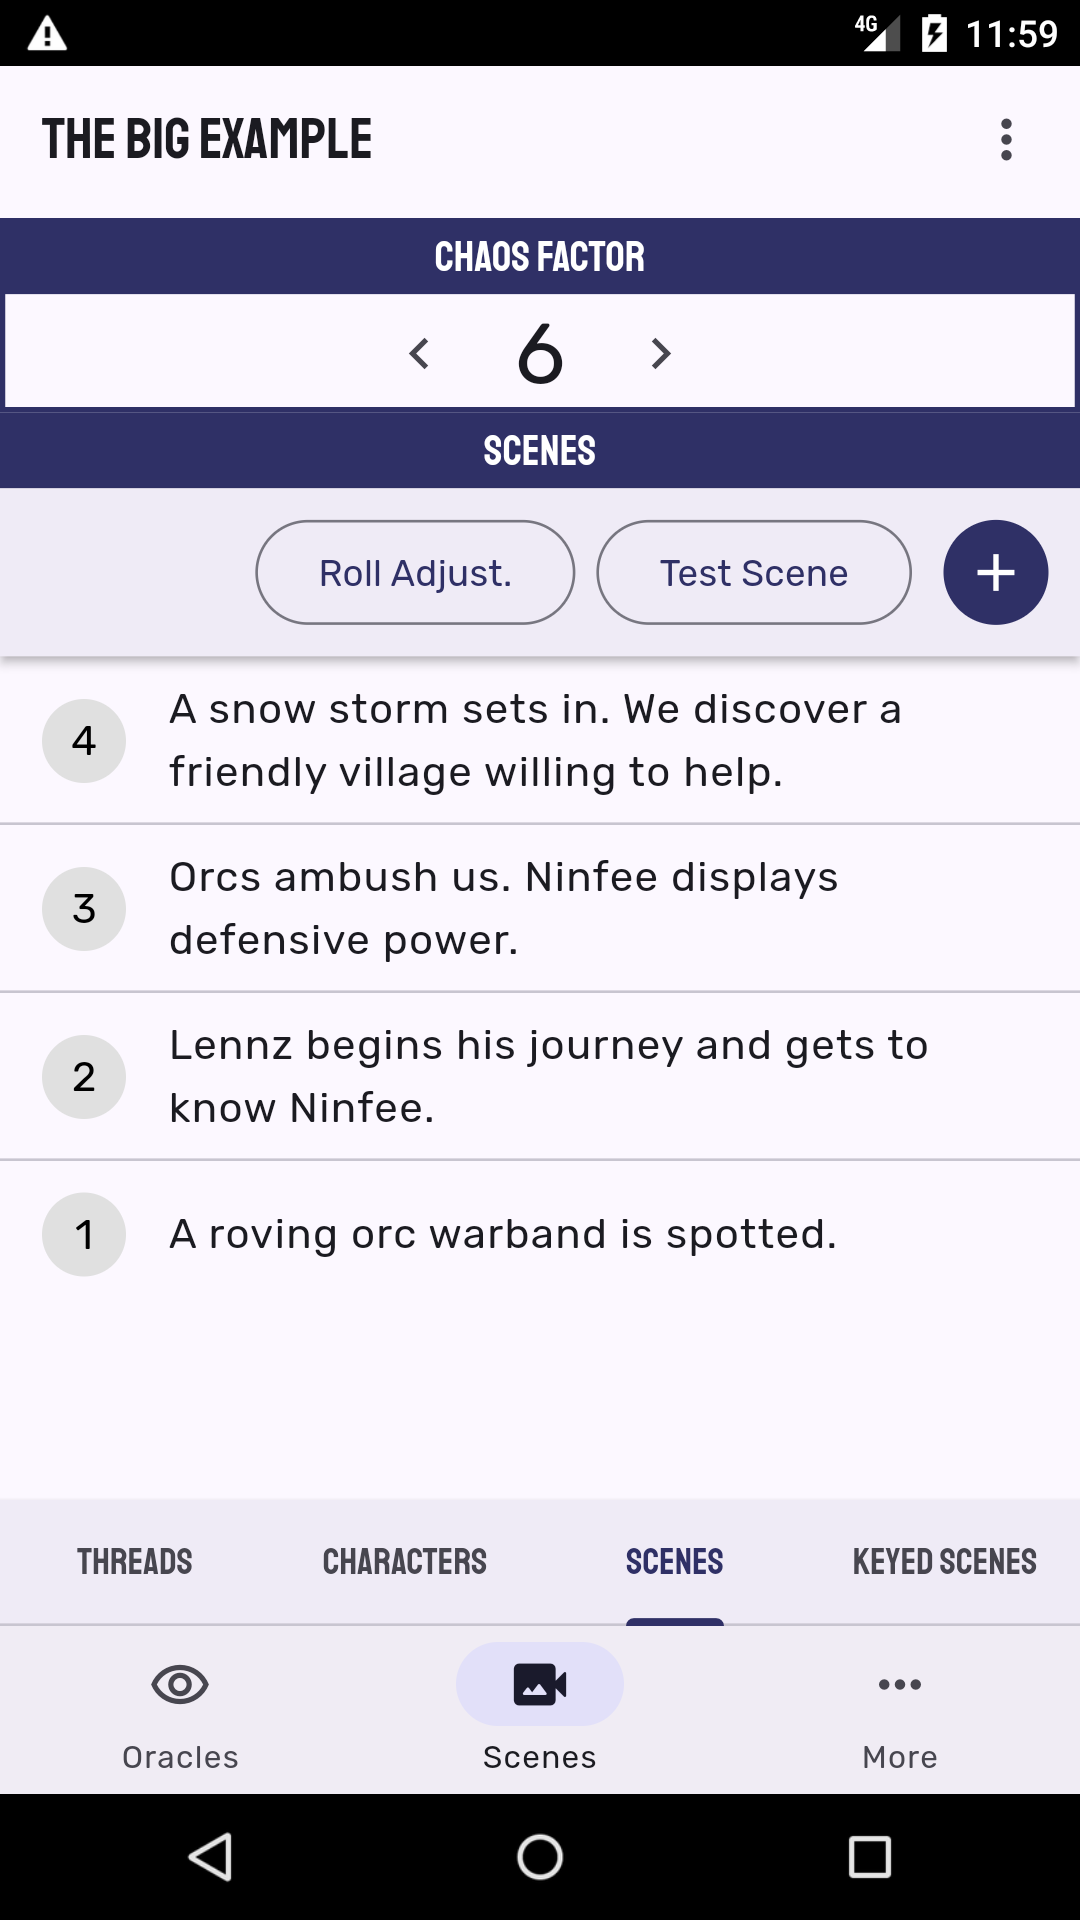 4G 11:59
THE BIG EXAMPLE
CHAOS FACTOR
6
SCENES
Roll Adjust. Test Scene
4 A snow storm sets in. We discover a
friendly village willing to help.
3 Orcs ambush us. Ninfee displays
defensive power.
2 Lennz begins his journey and gets to
know Ninfee.
1 A roving orc warband is spotted.
THREADS CHARACTERS SCENES KEYED SCENES
Oracles Scenes More